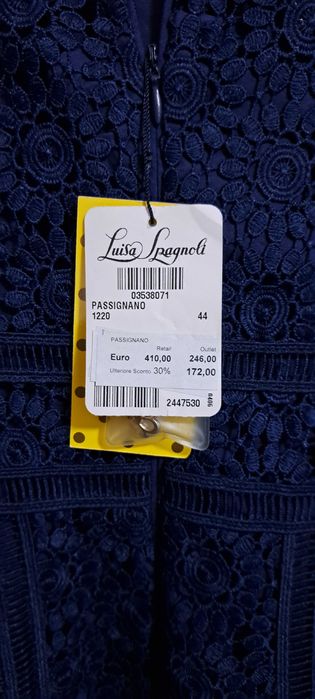 Luisa Spagnoli
03538071
PASSIGNANO
1220 44
PASSIGNANO
Retail Outlet
Euro 410,00 246,00
Ulteriore Sconto 30% 172,00
2447530